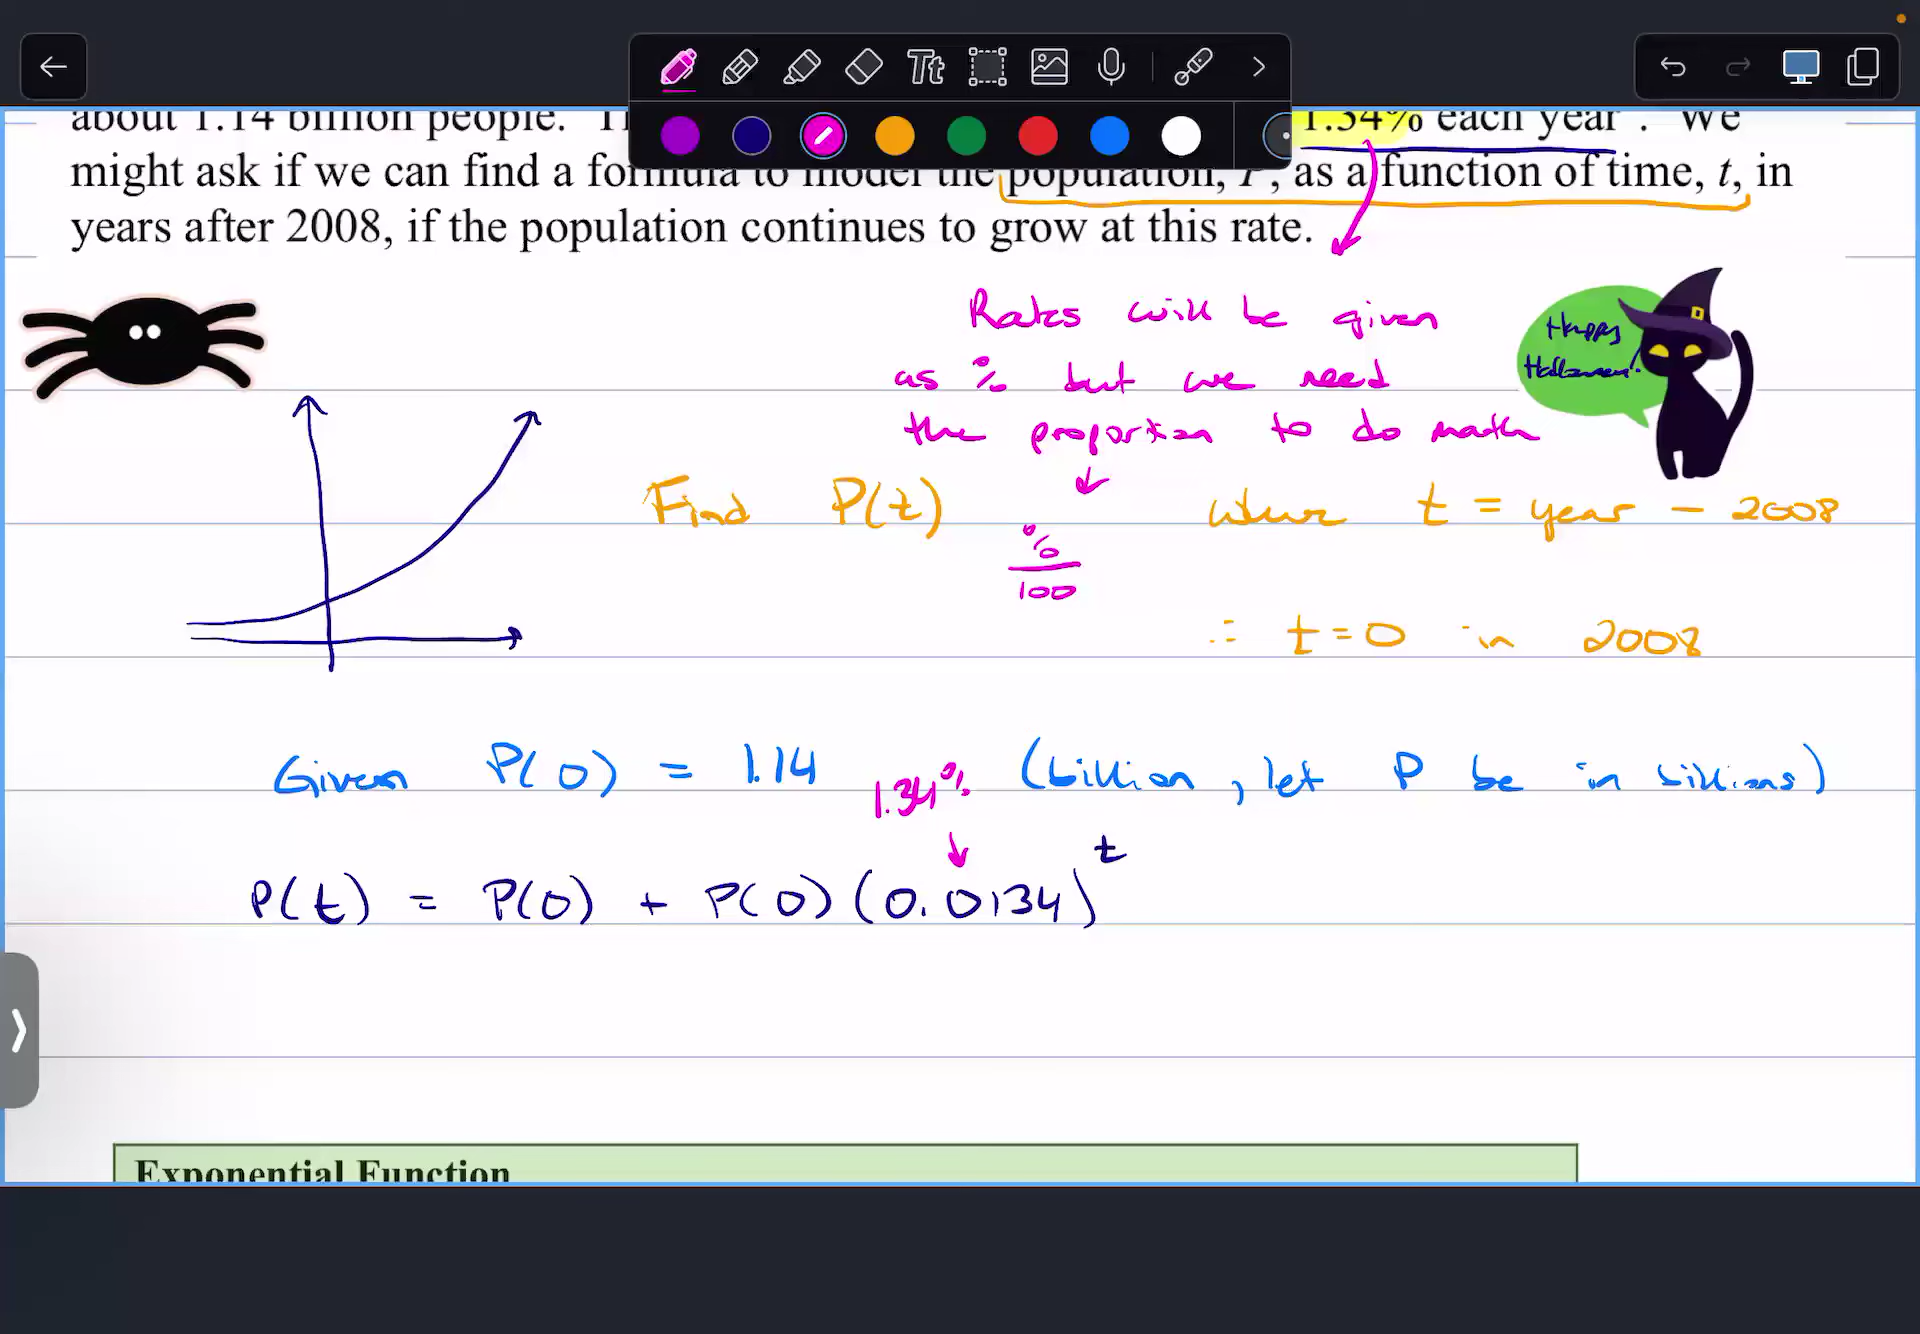 Tt
about 1.14 billion people. 1.34% each year . We
might ask if we can find a formula to model the population, P, as a function of time, t, in
years after 2008, if the population continues to grow at this rate.
Rates will be given
as % but we need
the proportion to do math
Happy
Halloween!
Find P(t) where t = year - 2008
%
100
∴ t = 0 in 2008
Given P(0) = 1.14 (billion, let P be in billions)
1.34%
P(t) = P(0) + P(0)(0.0134)^t
Exponential Function